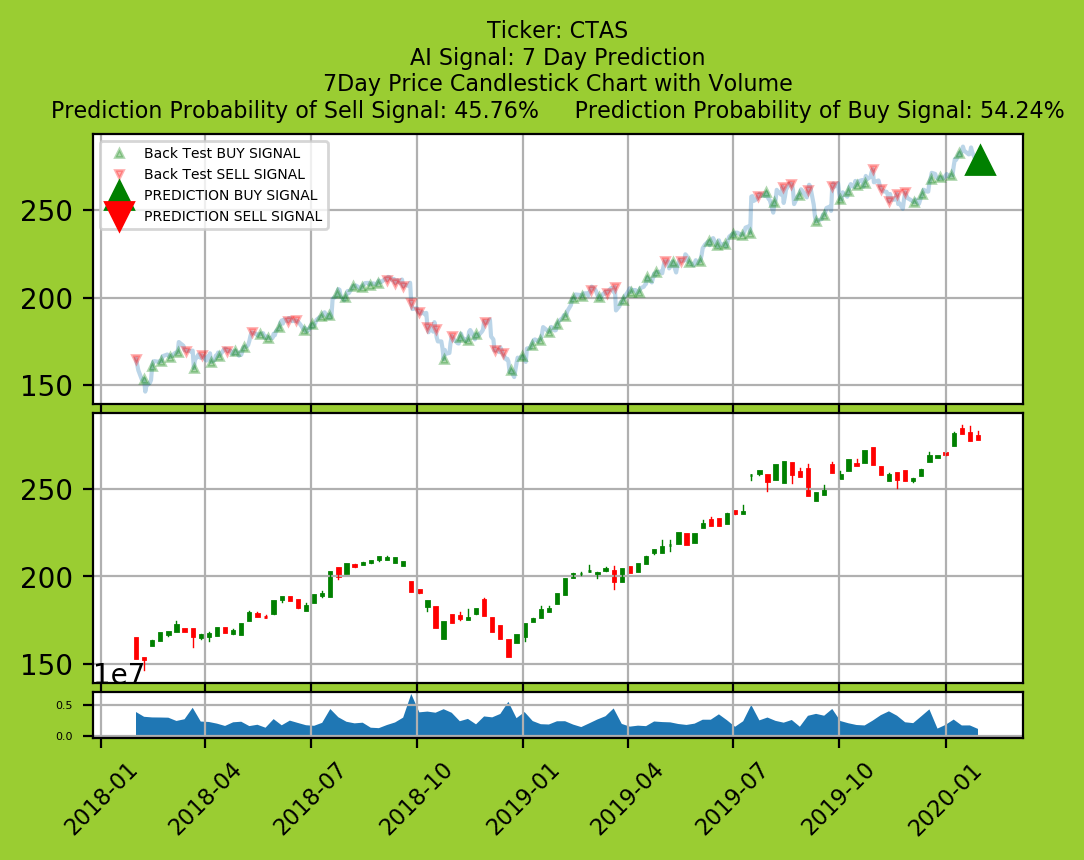 Ticker: CTAS
AI Signal: 7 Day Prediction
7Day Price Candlestick Chart with Volume
Prediction Probability of Sell Signal: 45.76%     Prediction Probability of Buy Signal: 54.24%
Back Test BUY SIGNAL
Back Test SELL SIGNAL
PREDICTION BUY SIGNAL
PREDICTION SELL SIGNAL
250
200
150
250
200
150
1e7
0.5
0.0
2018-01
2018-04
2018-07
2018-10
2019-01
2019-04
2019-07
2019-10
2020-01